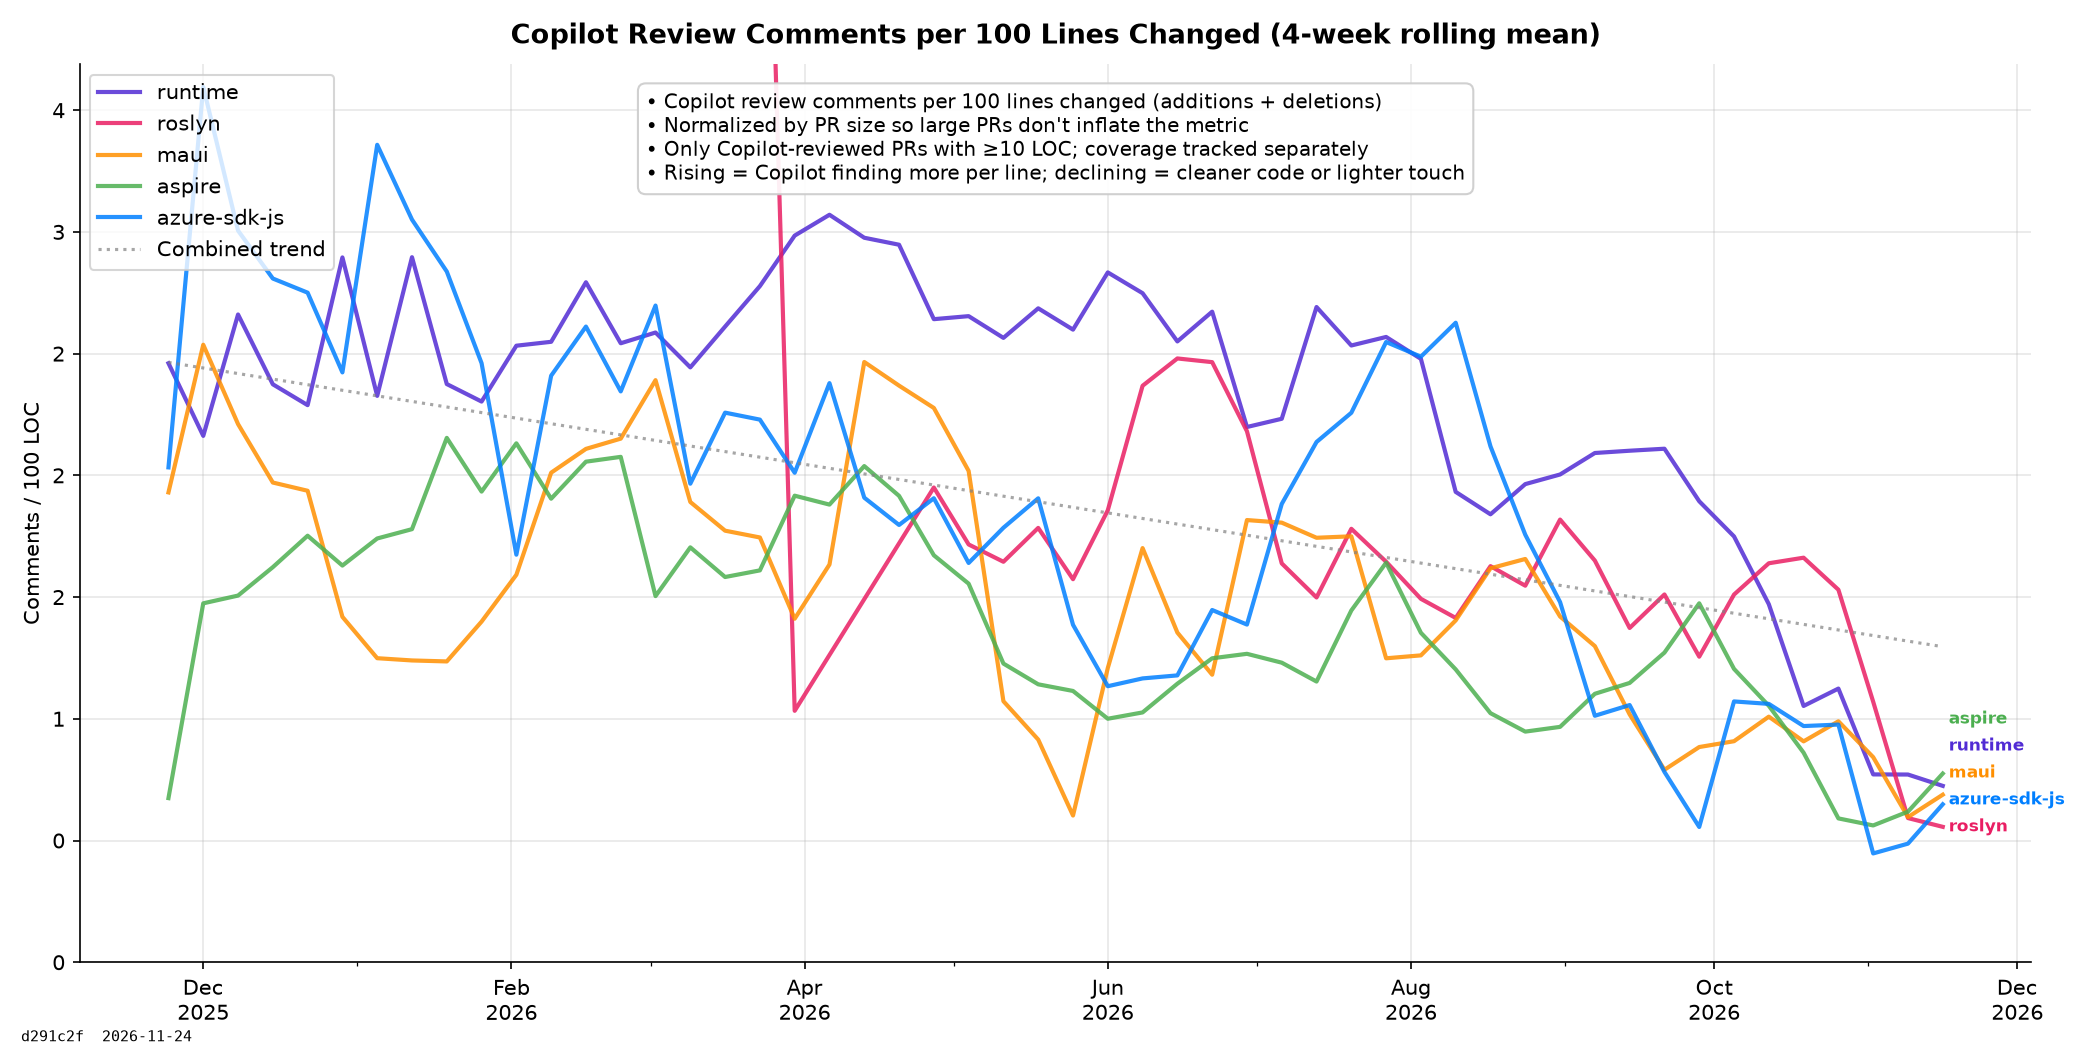 Copilot Review Comments per 100 Lines Changed (4-week rolling mean)
runtime
roslyn
maui
aspire
azure-sdk-js
Combined trend
• Copilot review comments per 100 lines changed (additions + deletions)
• Normalized by PR size so large PRs don't inflate the metric
• Only Copilot-reviewed PRs with ≥10 LOC; coverage tracked separately
• Rising = Copilot finding more per line; declining = cleaner code or lighter touch
Comments / 100 LOC
4
3
2
2
2
1
0
0
aspire
runtime
maui
azure-sdk-js
roslyn
Dec
2025
Feb
2026
Apr
2026
Jun
2026
Aug
2026
Oct
2026
Dec
2026
d291c2f 2026-11-24